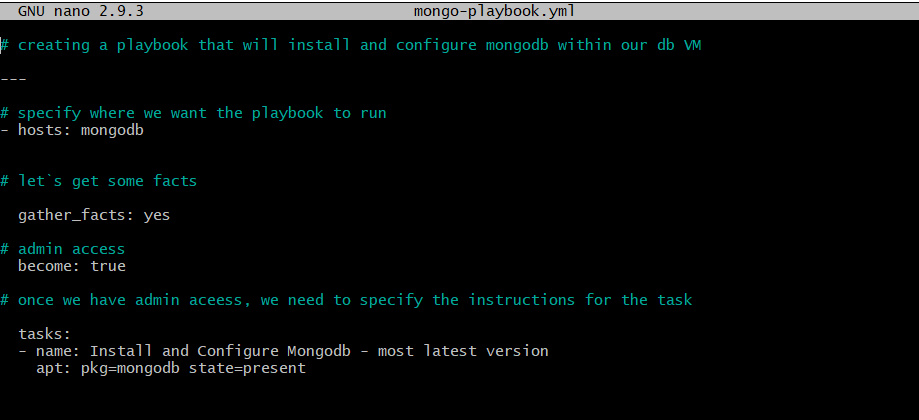 GNU nano 2.9.3 mongo-playbook.yml
# creating a playbook that will install and configure mongodb within our db VM
---
# specify where we want the playbook to run
- hosts: mongodb
# let`s get some facts
gather_facts: yes
# admin access
become: true
# once we have admin aceess, we need to specify the instructions for the task
tasks:
- name: Install and Configure Mongodb - most latest version
apt: pkg=mongodb state=present